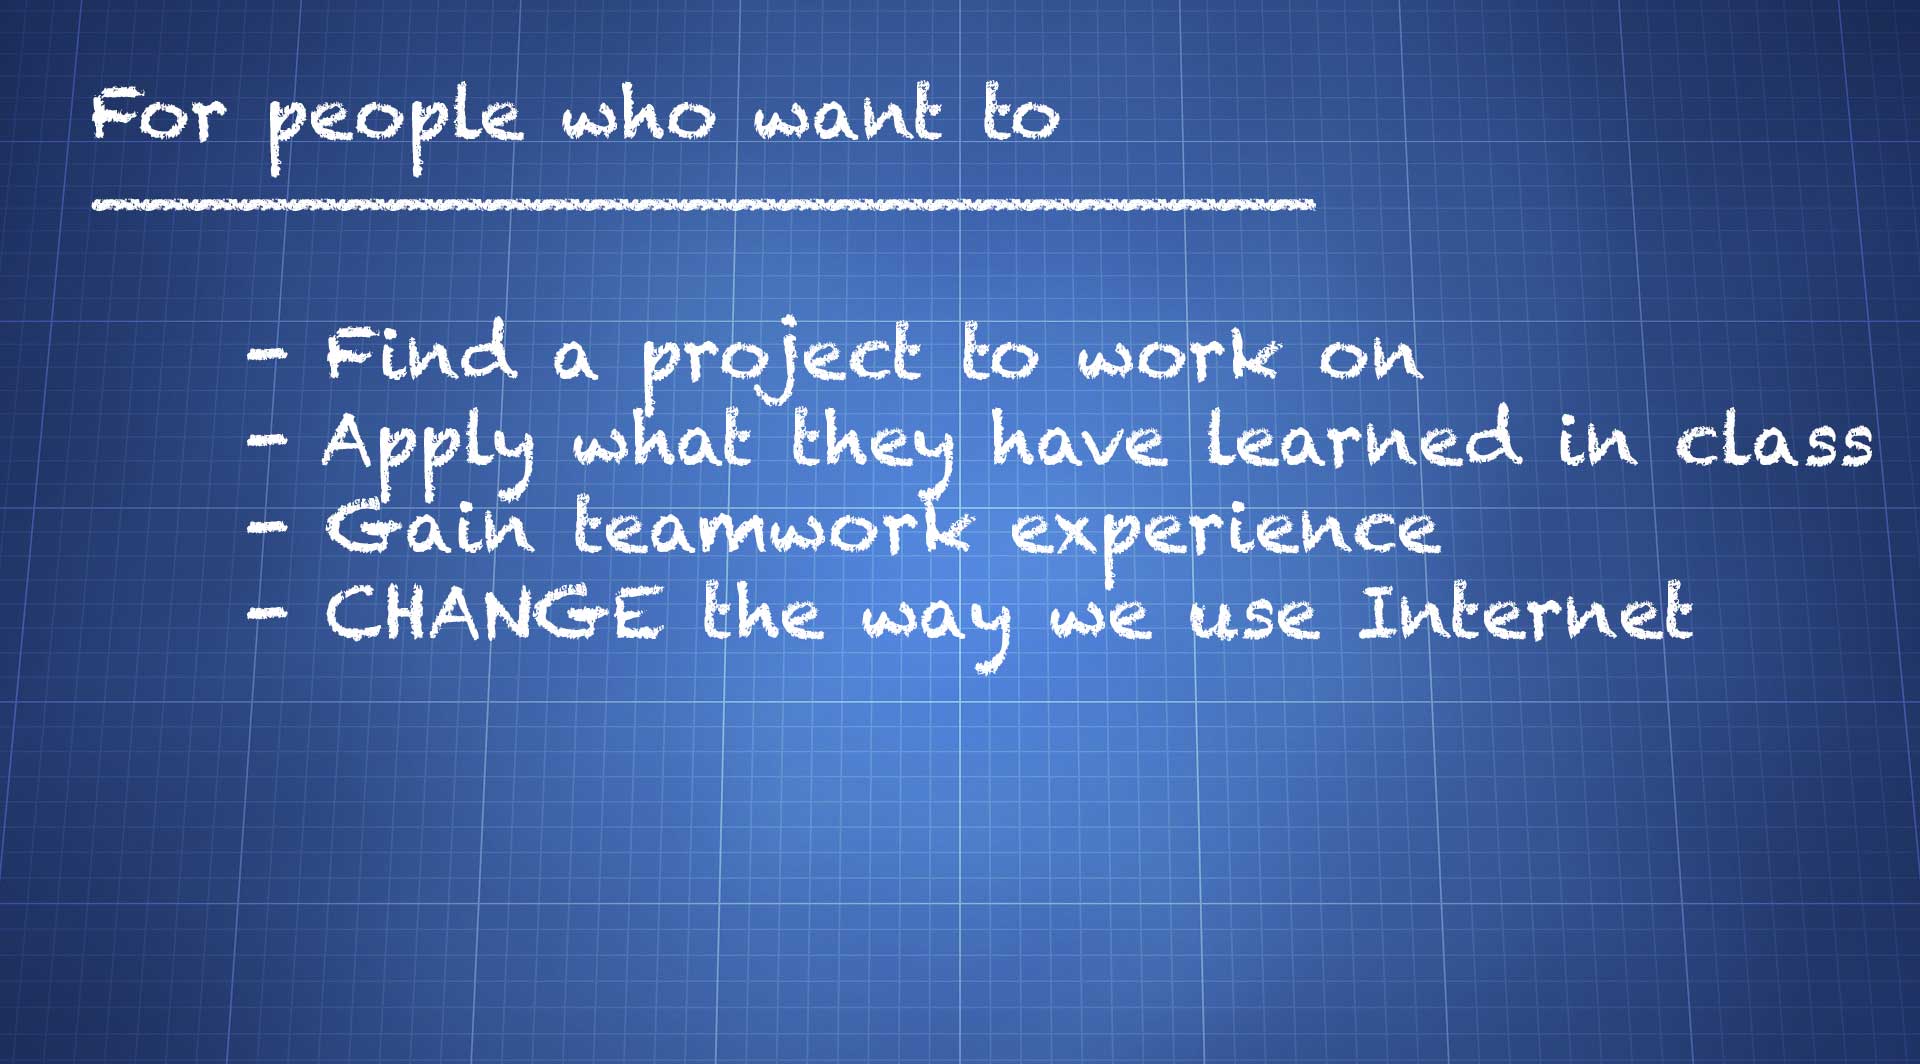 For people who want to
- Find a project to work on
- Apply what they have learned in class
- Gain teamwork experience
- CHANGE the way we use Internet